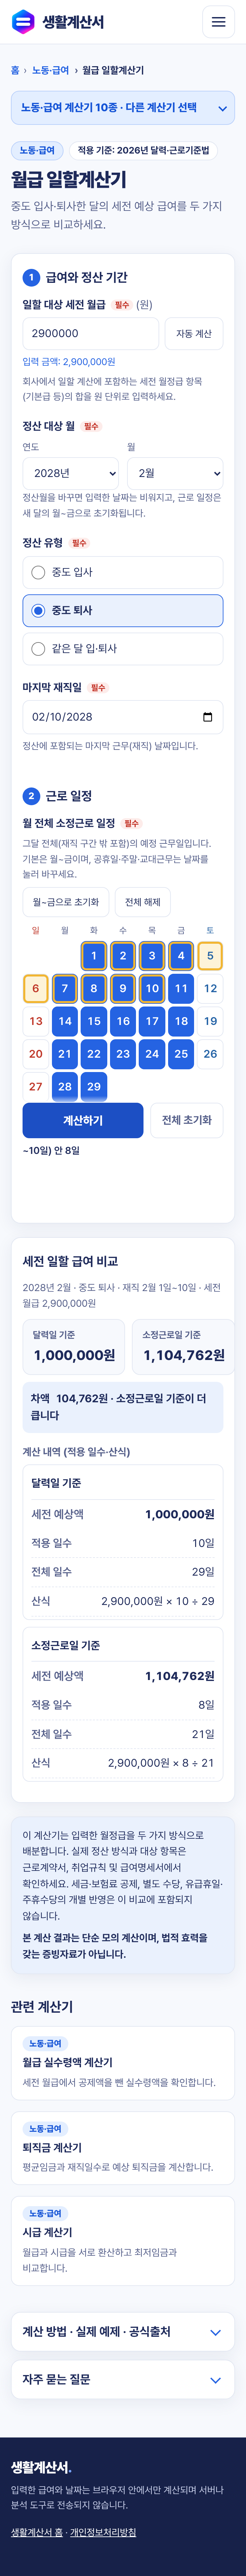 생활계산서
홈 › 노동·급여 › 월급 일할계산기
노동·급여 계산기 10종 · 다른 계산기 선택
노동·급여
적용 기준: 2026년 달력·근로기준법
월급 일할계산기
중도 입사·퇴사한 달의 세전 예상 급여를 두 가지
방식으로 비교하세요.
1 급여와 정산 기간
일할 대상 세전 월급 필수 (원)
2900000
자동 계산
입력 금액: 2,900,000원
회사에서 일할 계산에 포함하는 세전 월정급 항목
(기본급 등)의 합을 원 단위로 입력하세요.
정산 대상 월 필수
연도 월
2028년 2월
정산월을 바꾸면 입력한 날짜는 비워지고, 근로 일정은
새 달의 월~금으로 초기화됩니다.
정산 유형 필수
중도 입사
중도 퇴사
같은 달 입·퇴사
마지막 재직일 필수
02/10/2028
정산에 포함되는 마지막 근무(재직) 날짜입니다.
2 근로 일정
월 전체 소정근로 일정 필수
그달 전체(재직 구간 밖 포함)의 예정 근무일입니다.
기본은 월~금이며, 공휴일·주말·교대근무는 날짜를
눌러 바꾸세요.
월~금으로 초기화 전체 해제
일 월 화 수 목 금 토
1 2 3 4 5
6 7 8 9 10 11 12
13 14 15 16 17 18 19
20 21 22 23 24 25 26
27 28 29
계산하기 전체 초기화
~10일) 안 8일
세전 일할 급여 비교
2028년 2월 · 중도 퇴사 · 재직 2월 1일~10일 · 세전
월급 2,900,000원
달력일 기준
1,000,000원
소정근로일 기준
1,104,762원
차액 104,762원 · 소정근로일 기준이 더
큽니다
계산 내역 (적용 일수·산식)
달력일 기준
세전 예상액 1,000,000원
적용 일수 10일
전체 일수 29일
산식 2,900,000원 × 10 ÷ 29
소정근로일 기준
세전 예상액 1,104,762원
적용 일수 8일
전체 일수 21일
산식 2,900,000원 × 8 ÷ 21
이 계산기는 입력한 월정급을 두 가지 방식으로
배분합니다. 실제 정산 방식과 대상 항목은
근로계약서, 취업규칙 및 급여명세서에서
확인하세요. 세금·보험료 공제, 별도 수당, 유급휴일·
주휴수당의 개별 반영은 이 비교에 포함되지
않습니다.
본 계산 결과는 단순 모의 계산이며, 법적 효력을
갖는 증빙자료가 아닙니다.
관련 계산기
노동·급여
월급 실수령액 계산기
세전 월급에서 공제액을 뺀 실수령액을 확인합니다.
노동·급여
퇴직금 계산기
평균임금과 재직일수로 예상 퇴직금을 계산합니다.
노동·급여
시급 계산기
월급과 시급을 서로 환산하고 최저임금과
비교합니다.
계산 방법 · 실제 예제 · 공식출처
자주 묻는 질문
생활계산서.
입력한 급여와 날짜는 브라우저 안에서만 계산되며 서버나
분석 도구로 전송되지 않습니다.
생활계산서 홈 · 개인정보처리방침